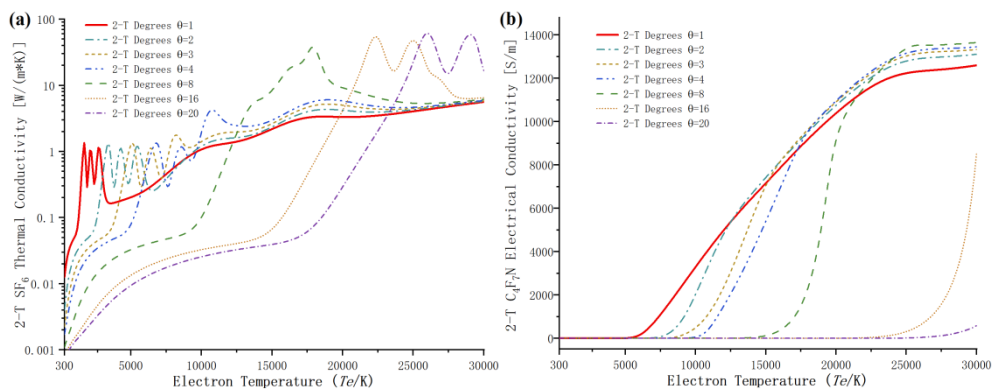 (a)
2-T Degrees θ=1
2-T Degrees θ=2
2-T Degrees θ=3
2-T Degrees θ=4
2-T Degrees θ=8
2-T Degrees θ=16
2-T Degrees θ=20
2-T SF₆ Thermal Conductivity [W/(m*K)]
100
10
1
0.1
0.01
0.001
300 5000 10000 15000 20000 25000 30000
Electron Temperature (Te/K)
(b)
2-T Degrees θ=1
2-T Degrees θ=2
2-T Degrees θ=3
2-T Degrees θ=4
2-T Degrees θ=8
2-T Degrees θ=16
2-T Degrees θ=20
2-T C₄F₇N Electrical Conductivity [S/m]
14000
12000
10000
8000
6000
4000
2000
0
300 5000 10000 15000 20000 25000 30000
Electron Temperature (Te/K)